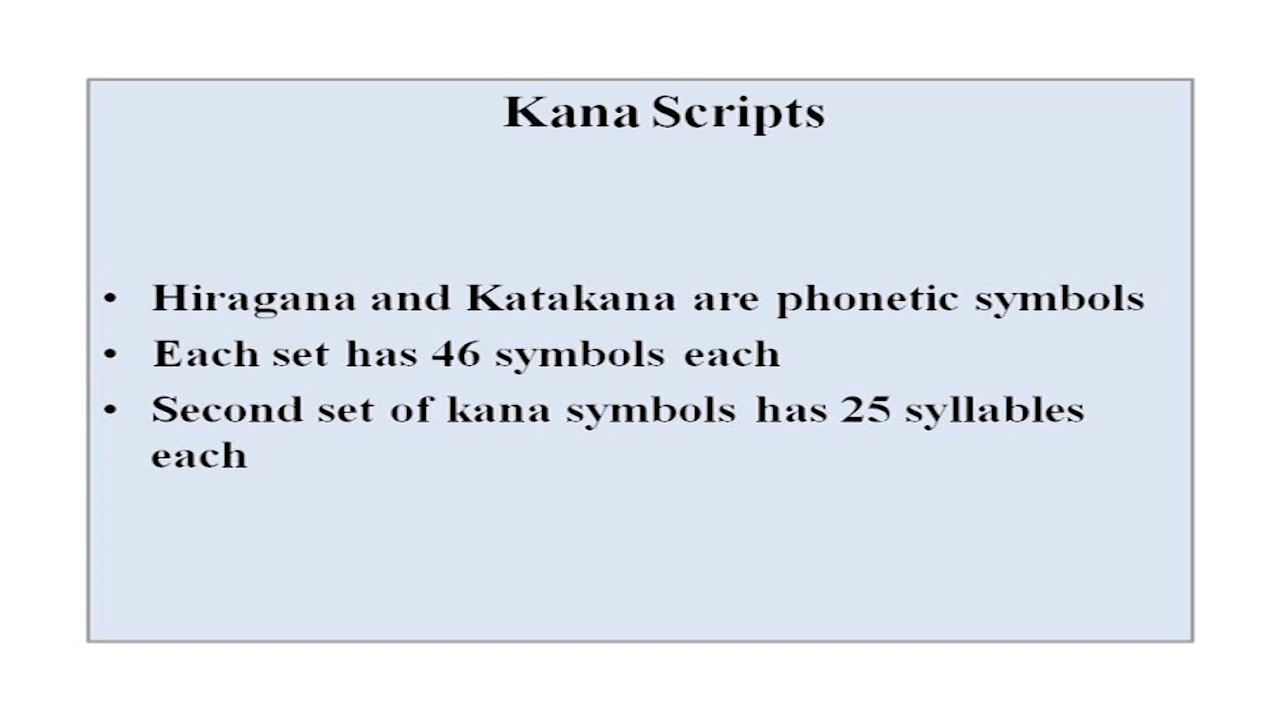 Kana Scripts
• Hiragana and Katakana are phonetic symbols
• Each set has 46 symbols each
• Second set of kana symbols has 25 syllables
each